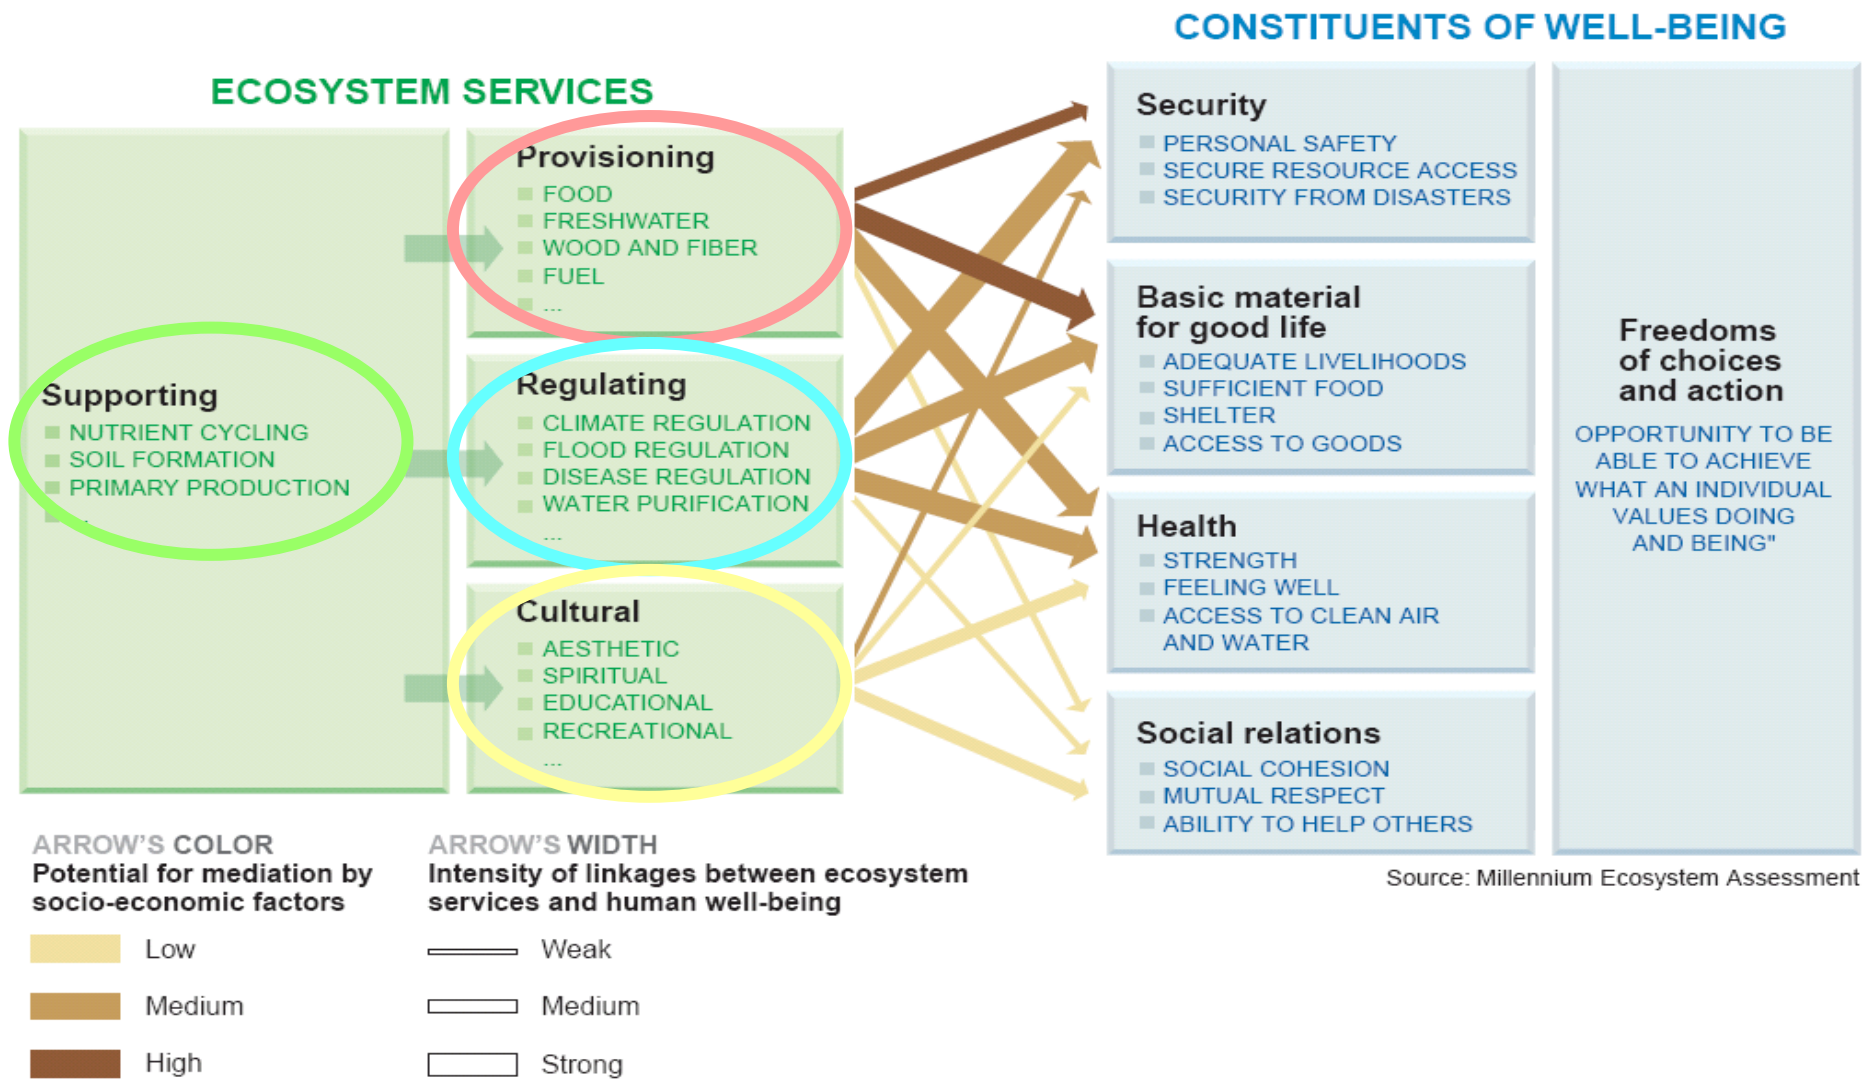 CONSTITUENTS OF WELL-BEING
ECOSYSTEM SERVICES
Supporting
NUTRIENT CYCLING
SOIL FORMATION
PRIMARY PRODUCTION
Provisioning
FOOD
FRESHWATER
WOOD AND FIBER
FUEL
...
Regulating
CLIMATE REGULATION
FLOOD REGULATION
DISEASE REGULATION
WATER PURIFICATION
...
Cultural
AESTHETIC
SPIRITUAL
EDUCATIONAL
RECREATIONAL
...
Security
PERSONAL SAFETY
SECURE RESOURCE ACCESS
SECURITY FROM DISASTERS
Basic material
for good life
ADEQUATE LIVELIHOODS
SUFFICIENT FOOD
SHELTER
ACCESS TO GOODS
Health
STRENGTH
FEELING WELL
ACCESS TO CLEAN AIR
AND WATER
Social relations
SOCIAL COHESION
MUTUAL RESPECT
ABILITY TO HELP OTHERS
Freedoms
of choices
and action
OPPORTUNITY TO BE
ABLE TO ACHIEVE
WHAT AN INDIVIDUAL
VALUES DOING
AND BEING"
Source: Millennium Ecosystem Assessment
ARROW'S COLOR
Potential for mediation by
socio-economic factors
Low
Medium
High
ARROW'S WIDTH
Intensity of linkages between ecosystem
services and human well-being
Weak
Medium
Strong